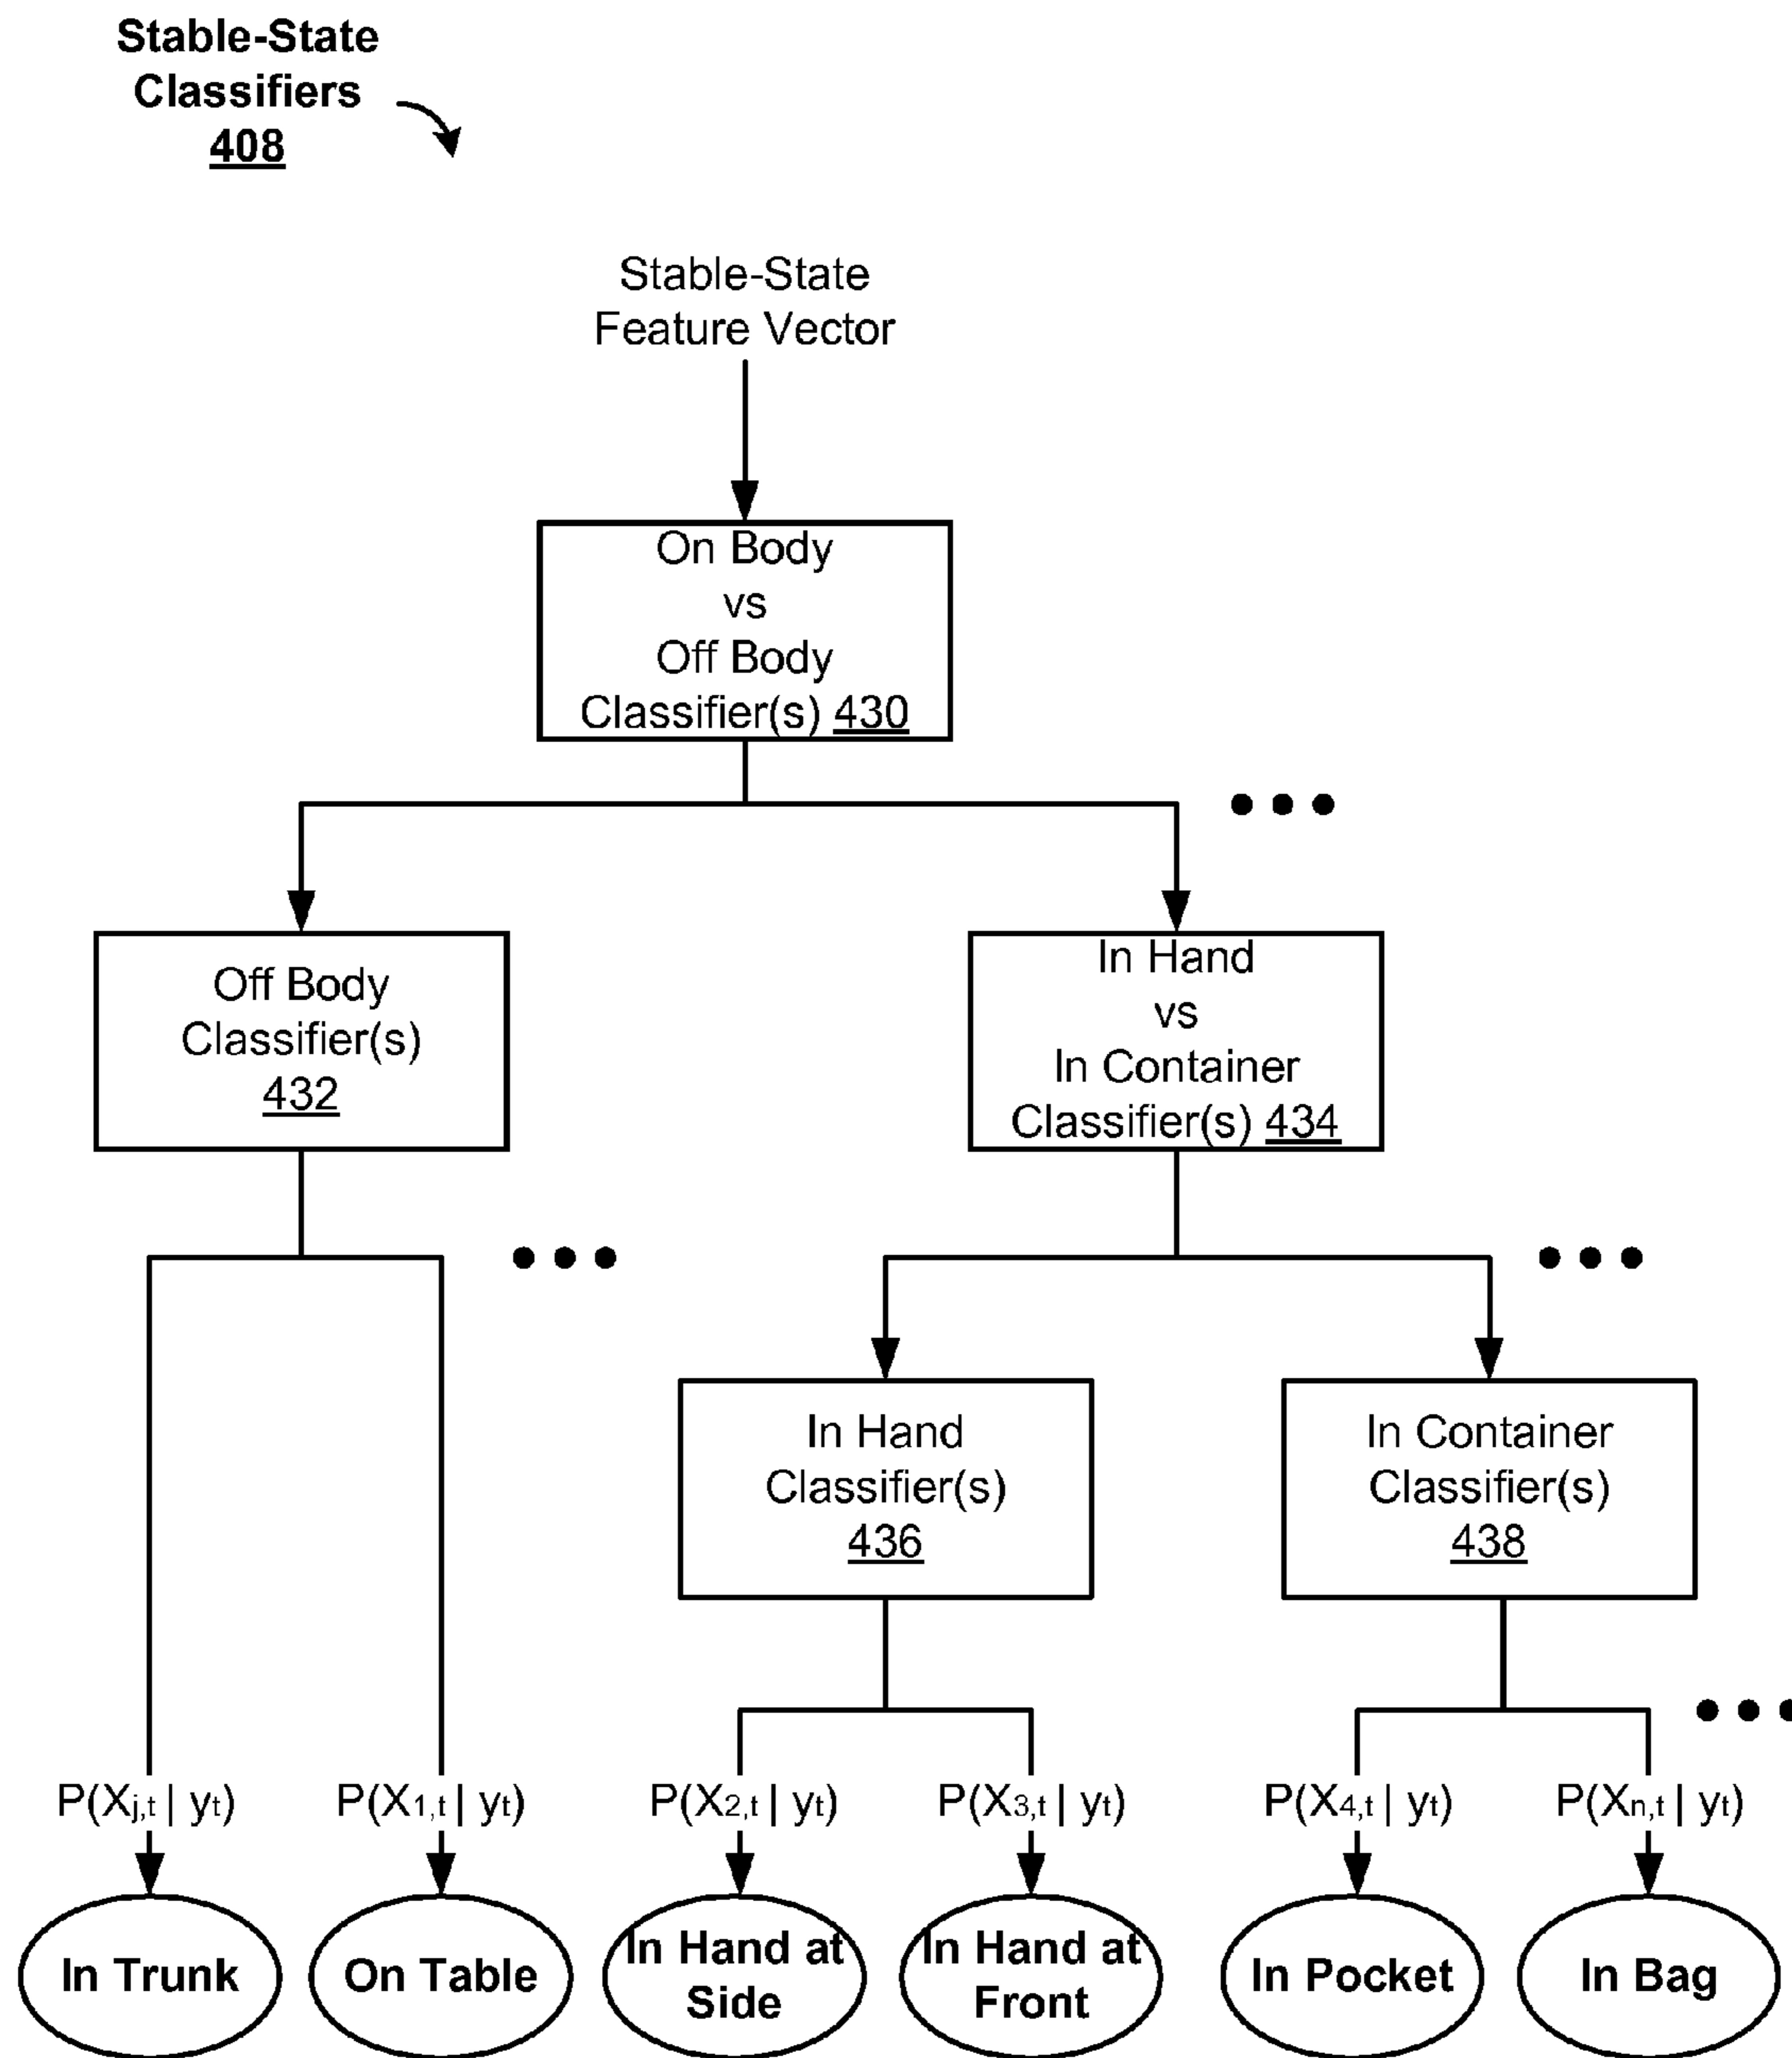 Stable-State
Classifiers
408
Stable-State
Feature Vector
On Body
vs
Off Body
Classifier(s) 430
Off Body
Classifier(s)
432
In Hand
vs
In Container
Classifier(s) 434
In Hand
Classifier(s)
436
In Container
Classifier(s)
438
P(Xj,t | yt)
P(X1,t | yt)
P(X2,t | yt)
P(X3,t | yt)
P(X4,t | yt)
P(Xn,t | yt)
In Trunk
On Table
In Hand at
Side
In Hand at
Front
In Pocket
In Bag